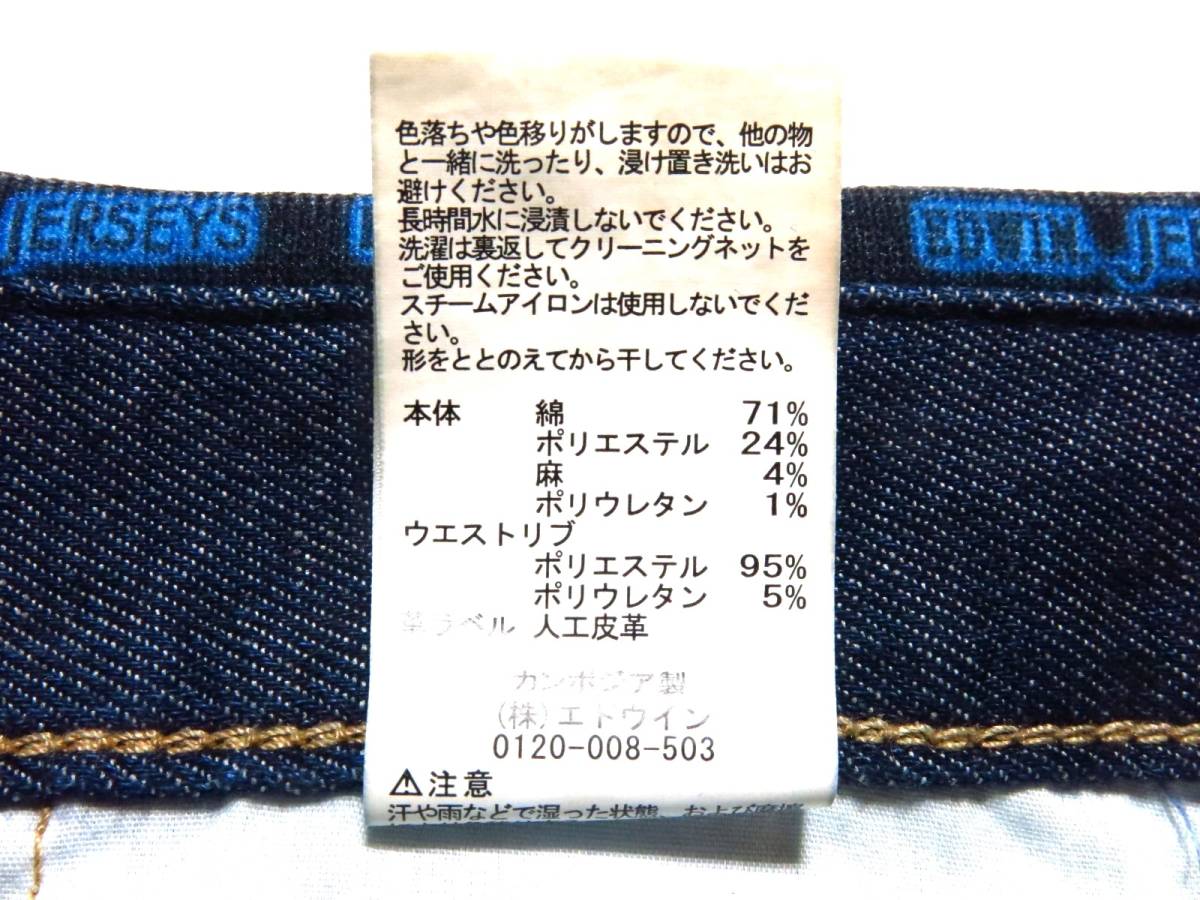 色落ちや色移りがしますので、他の物
と一緒に洗ったり、浸け置き洗いはお
避けください。
長時間水に浸漬しないでください。
洗濯は裏返してクリーニングネットを
ご使用ください。
スチームアイロンは使用しないでくだ
さい。
形をととのえてから干してください。
本体 綿 71%
ポリエステル 24%
麻 4%
ポリウレタン 1%
ウエストリブ
ポリエステル 95%
ポリウレタン 5%
革ラベル 人工皮革
カンボジア製
(株)エドウイン
0120-008-503
⚠注意
汗や雨などで湿った状態、および摩擦
JERSEYS
EDWIN JE